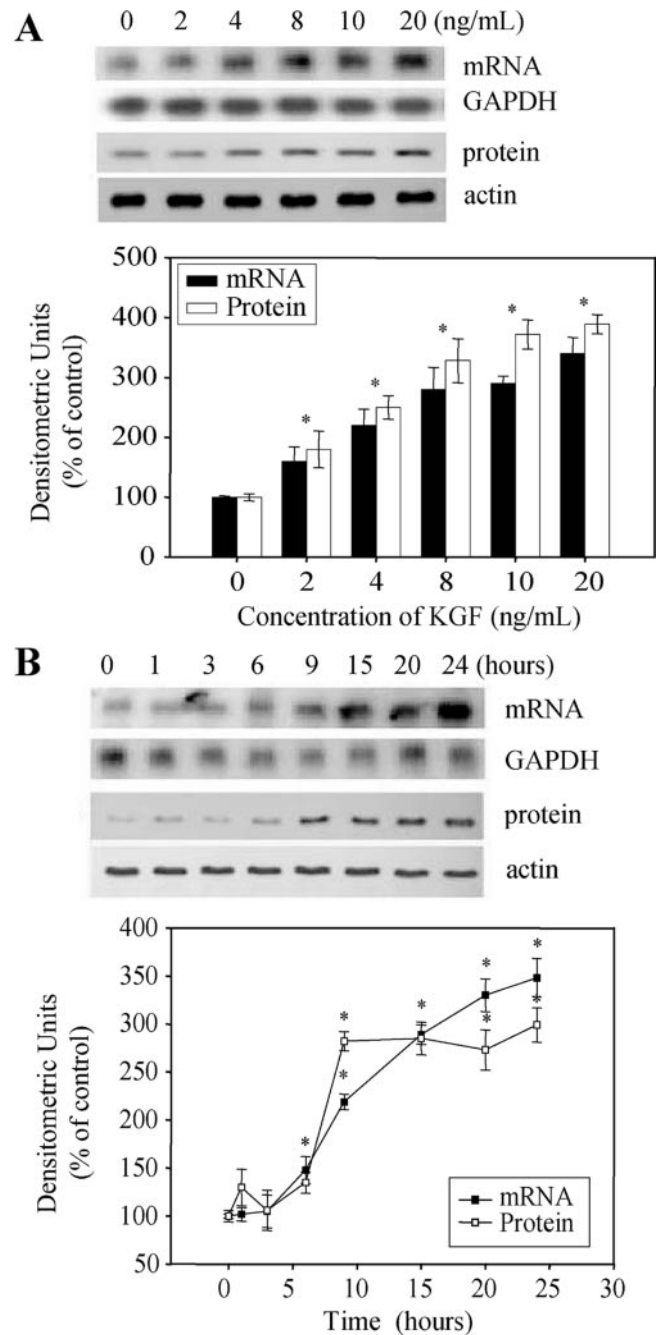 A
0 2 4 8 10 20 (ng/mL)
mRNA
GAPDH
protein
actin
500
400
300
200
100
0
Densitometric Units
(% of control)
mRNA
Protein
* * * * *
0 2 4 8 10 20
Concentration of KGF (ng/mL)
B
0 1 3 6 9 15 20 24 (hours)
mRNA
GAPDH
protein
actin
400
350
300
250
200
150
100
50
Densitometric Units
(% of control)
* * * * * * * *
mRNA
Protein
0 5 10 15 20 25 30
Time (hours)